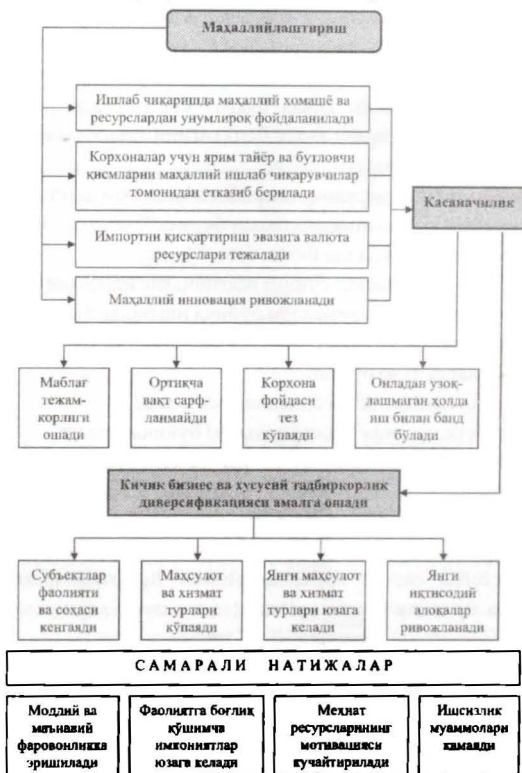 Маҳаллийлаштириш
Ишлаб чиқаришда маҳаллий хомашё ва
ресурслардан унумлироқ фойдаланилади
Корхоналар учун ярим тайёр ва бутловчи
қисмларни маҳаллий ишлаб чиқарувчилар
томонидан етказиб берилади
Импортни қисқартириш эвазига валюта
ресурслари тежалади
Маҳаллий инновация ривожланади
Касаначилик
Маблағ
тежам-
корлиги
ошади
Ортиқча
вақт сарф-
ланмайди
Корхона
фойдаси
тез
кўпаяди
Оиладан узоқ-
лашмаган ҳолда
иш билан банд
бўлади
Кичик бизнес ва хусусий тадбиркорлик
диверсификацияси амалга ошади
Субъектлар
фаолияти
ва соҳаси
кенгаяди
Маҳсулот
ва хизмат
турлари
кўпаяди
Янги маҳсулот
ва хизмат
турлари юзага
келади
Янги
иқтисодий
алоқалар
ривожланади
САМАРАЛИ НАТИЖАЛАР
Моддий ва
маънавий
фаровонликка
эришилади
Фаолиятга боғлиқ
қўшимча
имкониятлар
юзага келади
Меҳнат
ресурсларининг
мотивацияси
кучайтирилади
Ишсизлик
муаммолари
камаяди